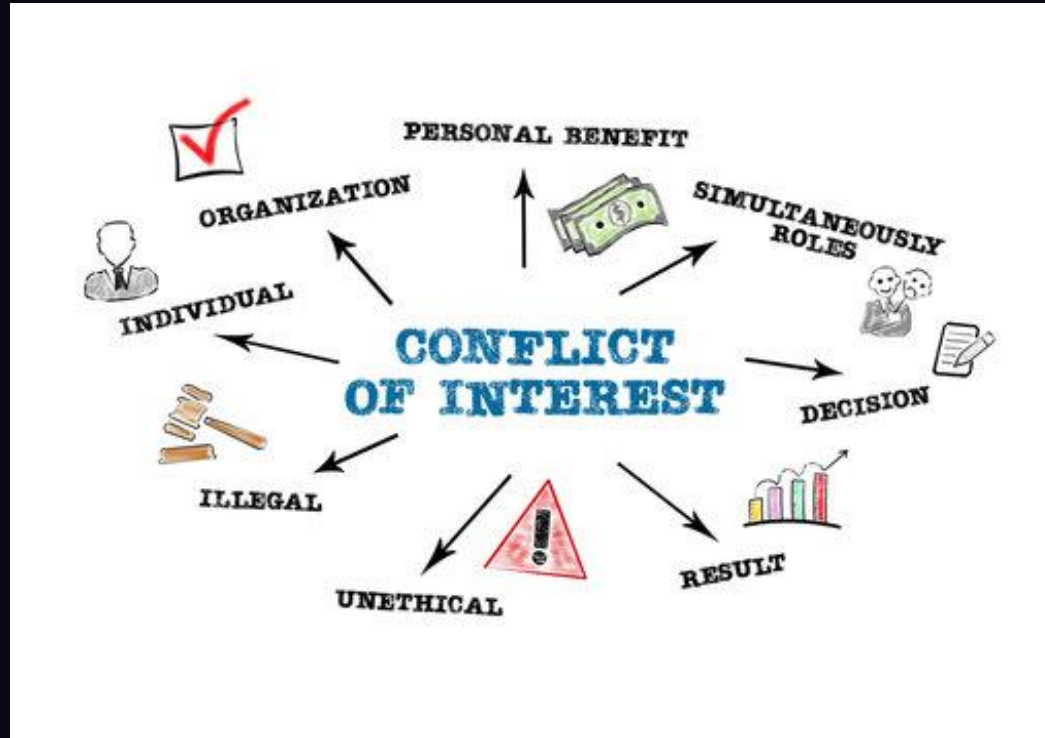 PERSONAL BENEFIT
ORGANIZATION
SIMULTANEOUSLY
ROLES
INDIVIDUAL
CONFLICT
OF INTEREST
DECISION
ILLEGAL
RESULT
UNETHICAL